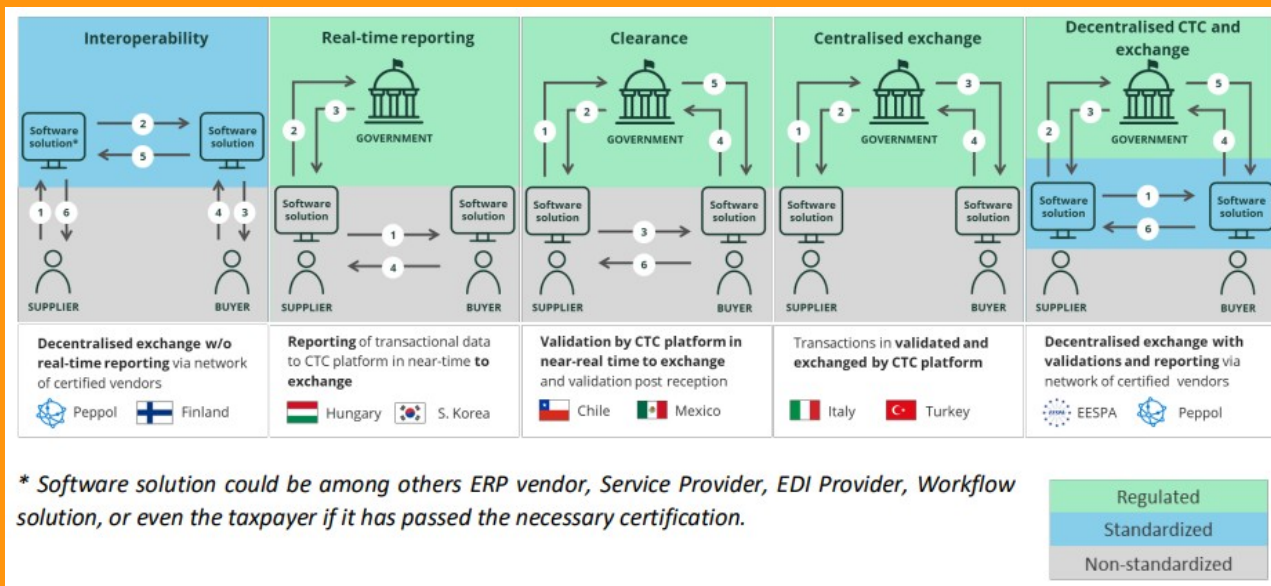 Interoperability
Software
solution*
2
5
Software
solution
1
6
4
3
SUPPLIER
BUYER
Decentralised exchange w/o
real-time reporting via network
of certified vendors
Peppol
Finland
Real-time reporting
2
3
GOVERNMENT
Software
solution
Software
solution
1
4
SUPPLIER
BUYER
Reporting of transactional data
to CTC platform in near-time to
exchange
Hungary
S. Korea
Clearance
1
2
5
4
GOVERNMENT
Software
solution
Software
solution
3
6
SUPPLIER
BUYER
Validation by CTC platform in
near-real time to exchange
and validation post reception
Chile
Mexico
Centralised exchange
1
2
3
4
GOVERNMENT
Software
solution
Software
solution
SUPPLIER
BUYER
Transactions in validated and
exchanged by CTC platform
Italy
Turkey
Decentralised CTC and
exchange
2
3
5
4
GOVERNMENT
Software
solution
Software
solution
1
6
SUPPLIER
BUYER
Decentralised exchange with
validations and reporting via
network of certified vendors
EESPA
EESPA
Peppol
* Software solution could be among others ERP vendor, Service Provider, EDI Provider, Workflow
solution, or even the taxpayer if it has passed the necessary certification.
Regulated
Standardized
Non-standardized